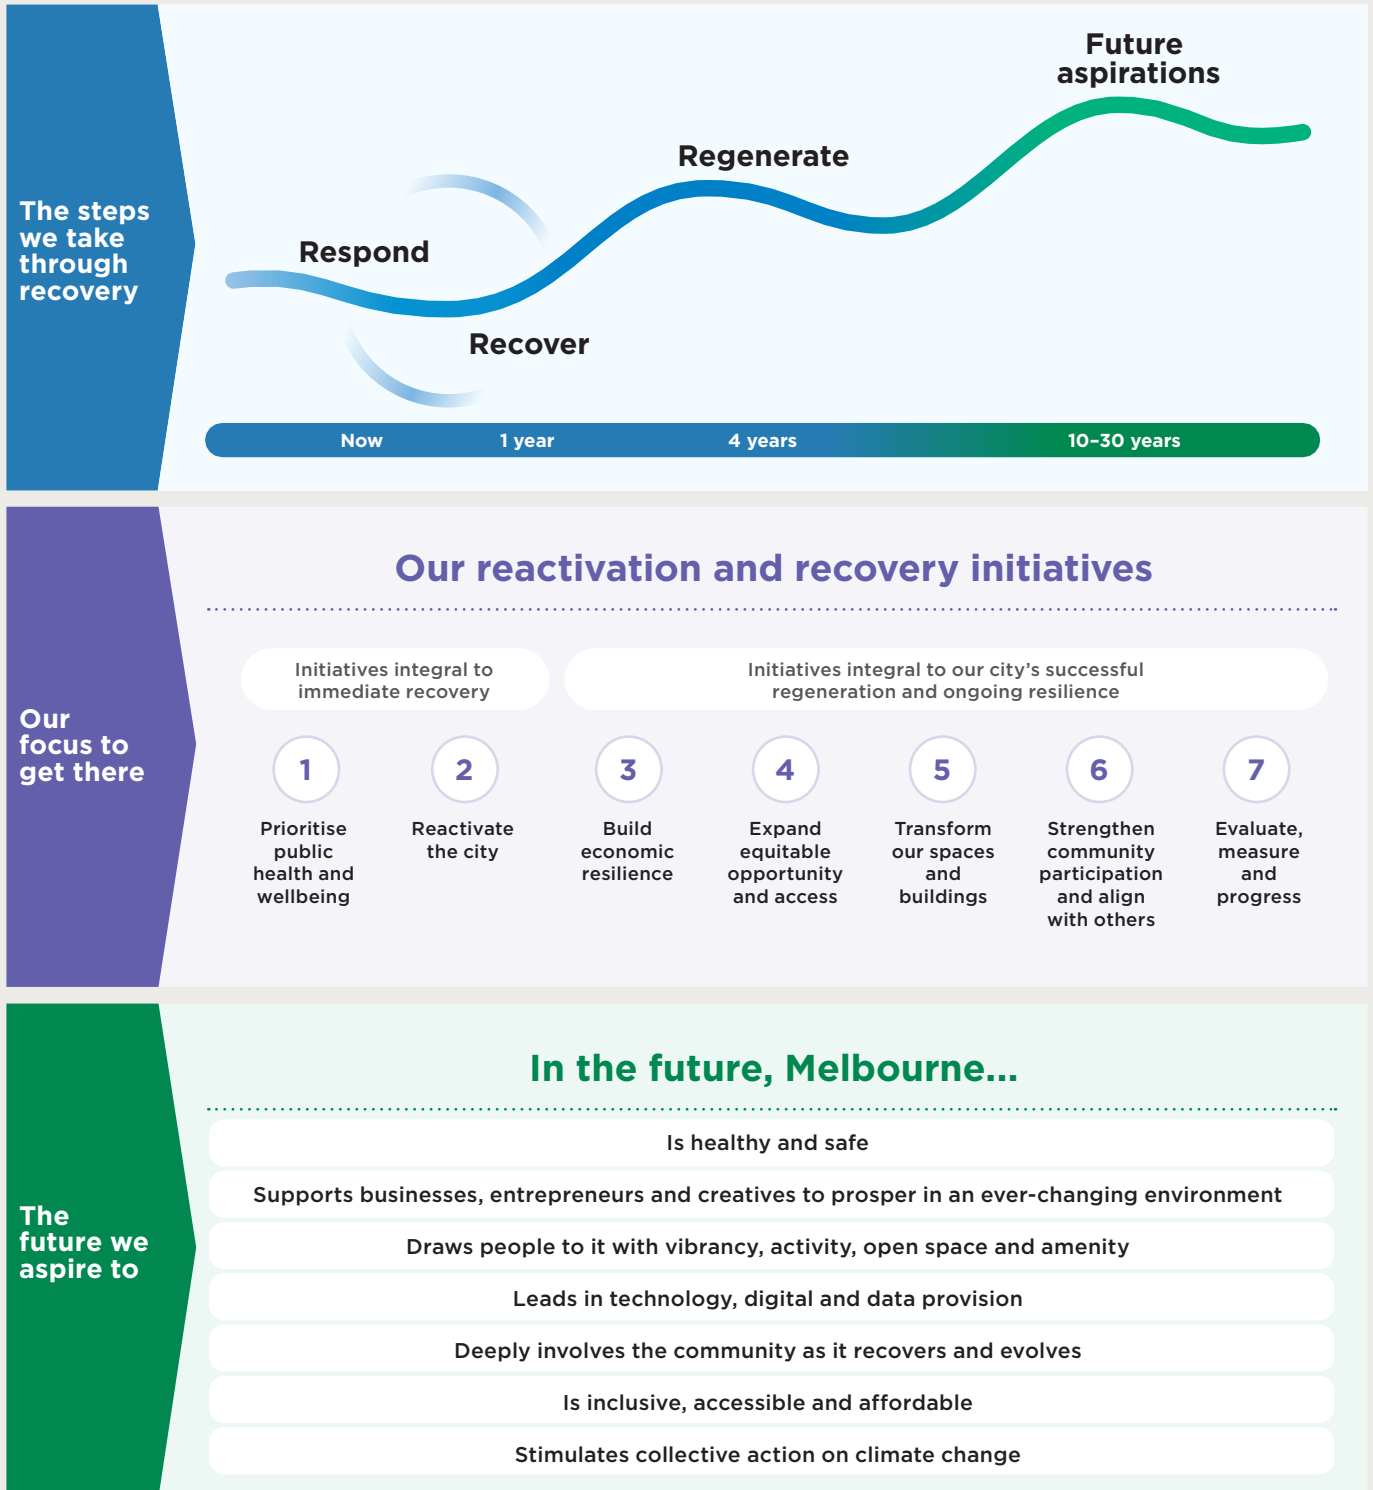 The steps
we take
through
recovery
Future
aspirations
Regenerate
Respond
Recover
Now
1 year
4 years
10–30 years
Our
focus to
get there
Our reactivation and recovery initiatives
Initiatives integral to
immediate recovery
Initiatives integral to our city’s successful
regeneration and ongoing resilience
1
Prioritise
public
health and
wellbeing
2
Reactivate
the city
3
Build
economic
resilience
4
Expand
equitable
opportunity
and access
5
Transform
our spaces
and
buildings
6
Strengthen
community
participation
and align
with others
7
Evaluate,
measure
and
progress
The
future we
aspire to
In the future, Melbourne...
Is healthy and safe
Supports businesses, entrepreneurs and creatives to prosper in an ever-changing environment
Draws people to it with vibrancy, activity, open space and amenity
Leads in technology, digital and data provision
Deeply involves the community as it recovers and evolves
Is inclusive, accessible and affordable
Stimulates collective action on climate change